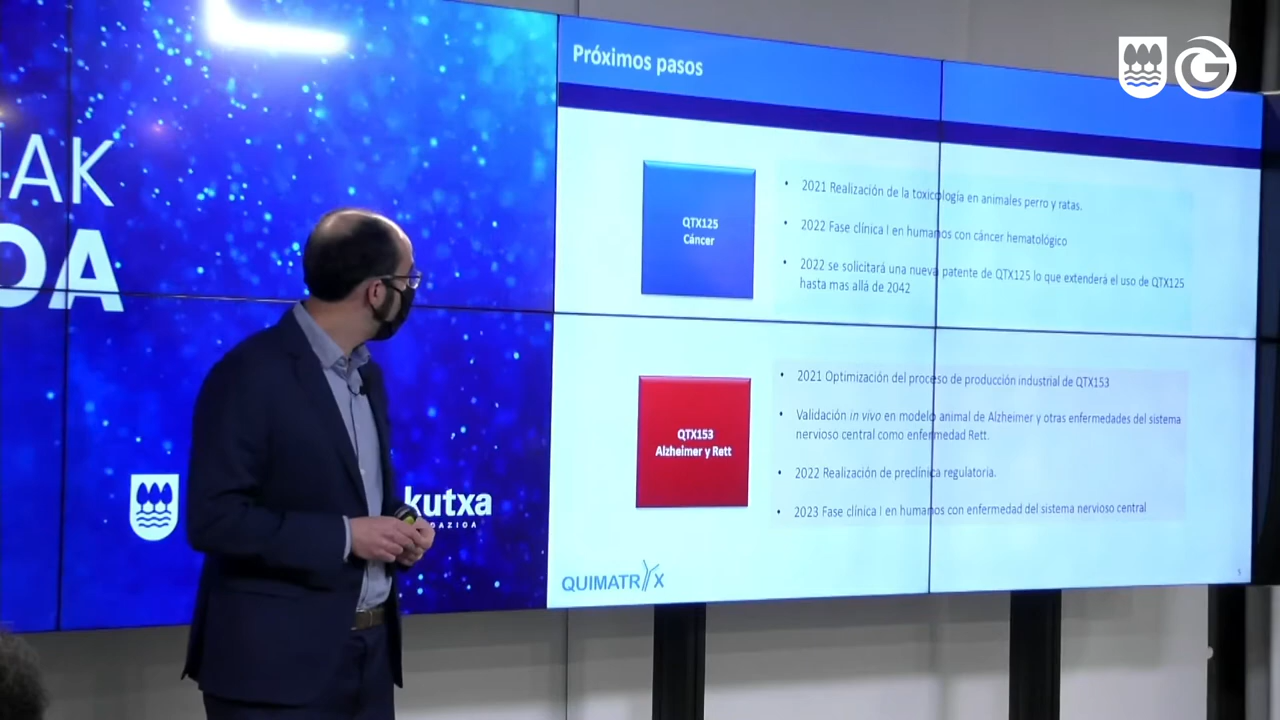 AK
OA
kutxa
Próximos pasos
QTX125
Cáncer
• 2021 Realización de la toxicología en animales perro y ratas.
• 2022 Fase clínica I en humanos con cáncer hematológico
• 2022 se solicitará una nueva patente de QTX125 lo que extenderá el uso de QTX125
hasta mas allá de 2042
QTX153
Alzheimer y Rett
• 2021 Optimización del proceso de producción industrial de QTX153
• Validación in vivo en modelo animal de Alzheimer y otras enfermedades del sistema
nervioso central como enfermedad Rett.
• 2022 Realización de preclínica regulatoria.
• 2023 Fase clínica I en humanos con enfermedad del sistema nervioso central
QUIMATRYX
5
G